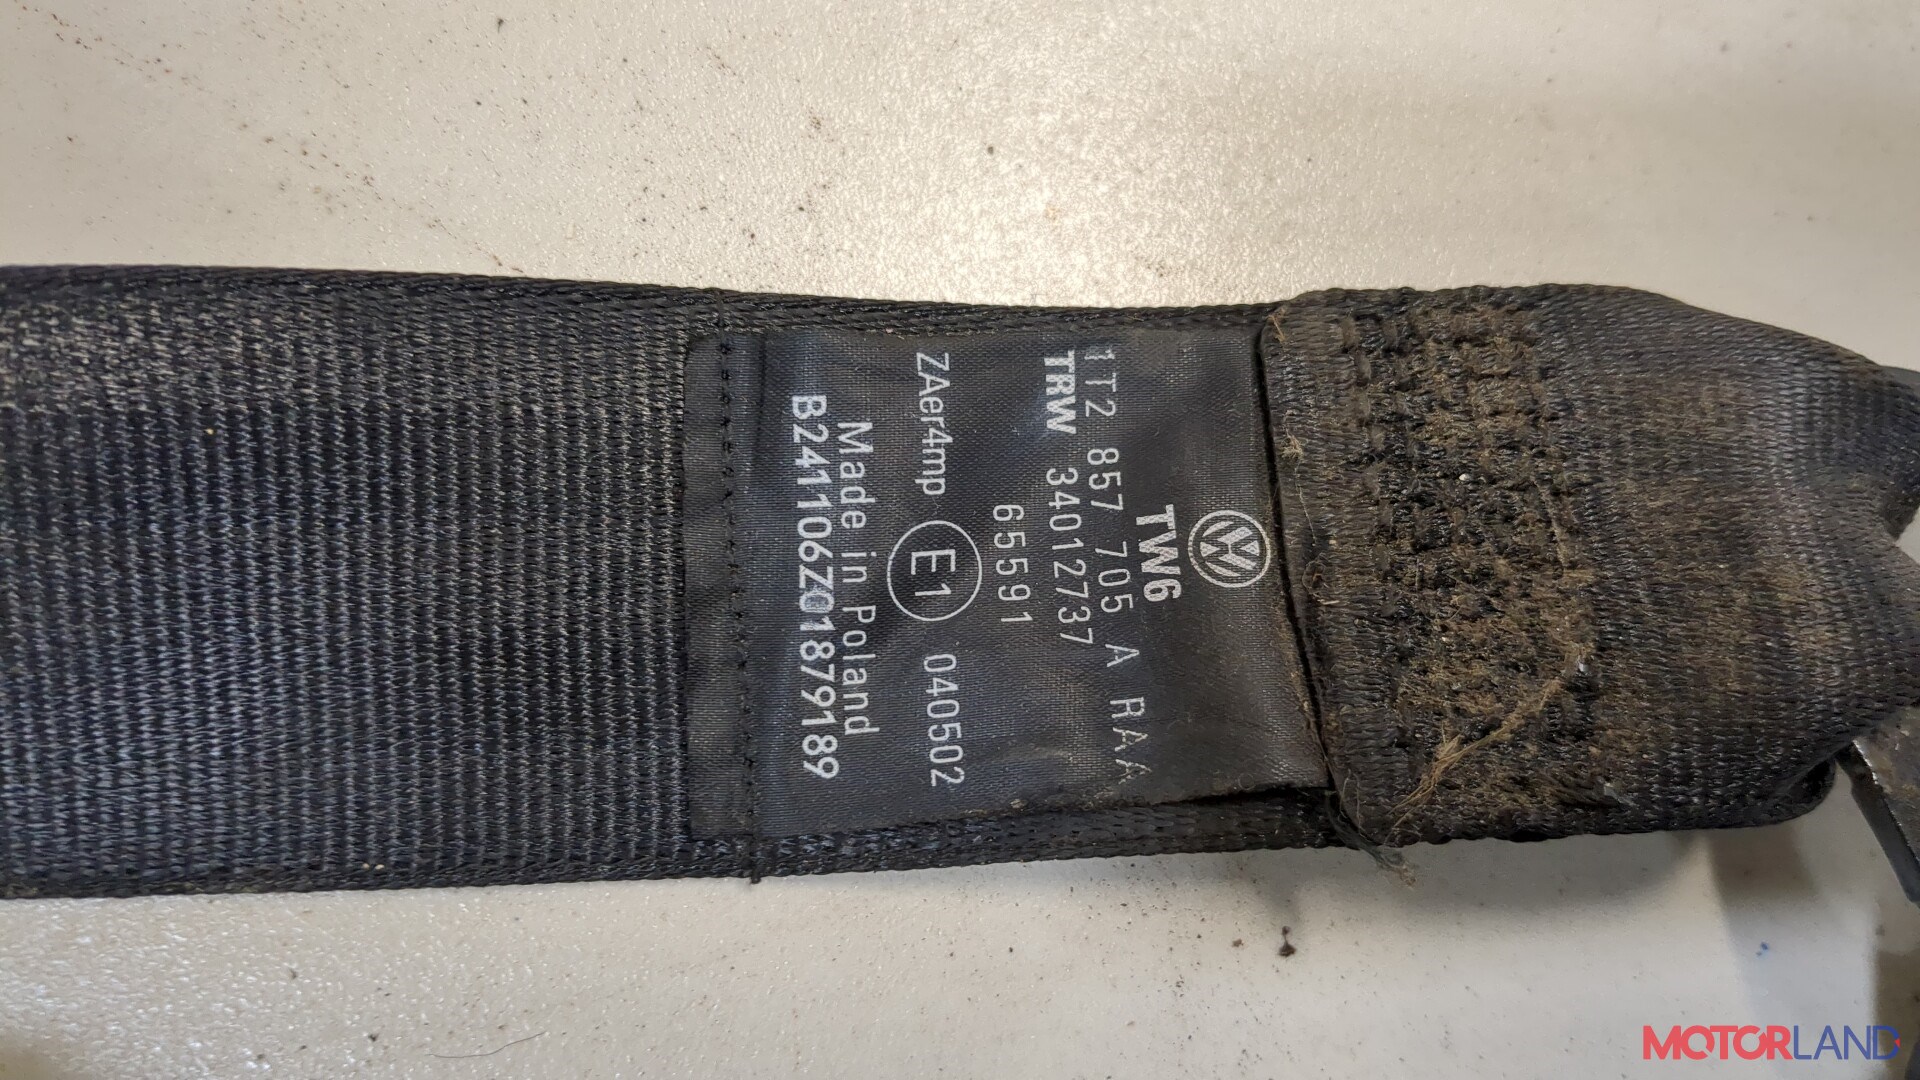 TW6
1T2 857 705 A RAA
TRW 34012737
65591
ZAer4mp E1 040502
Made in Poland
B241106Z01879189
MOTORLAND